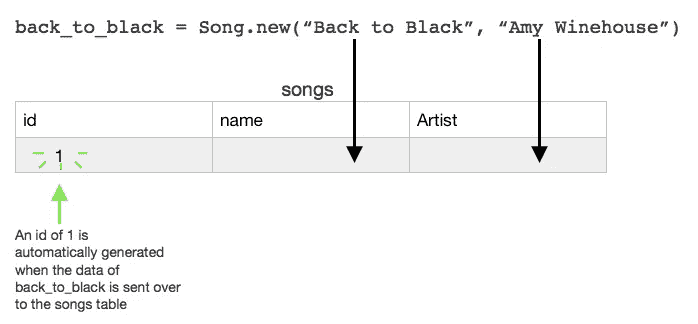 back_to_black = Song.new(“Back to Black”, “Amy Winehouse”)
songs
id name Artist
1
An id of 1 is
automatically generated
when the data of
back_to_black is sent over
to the songs table